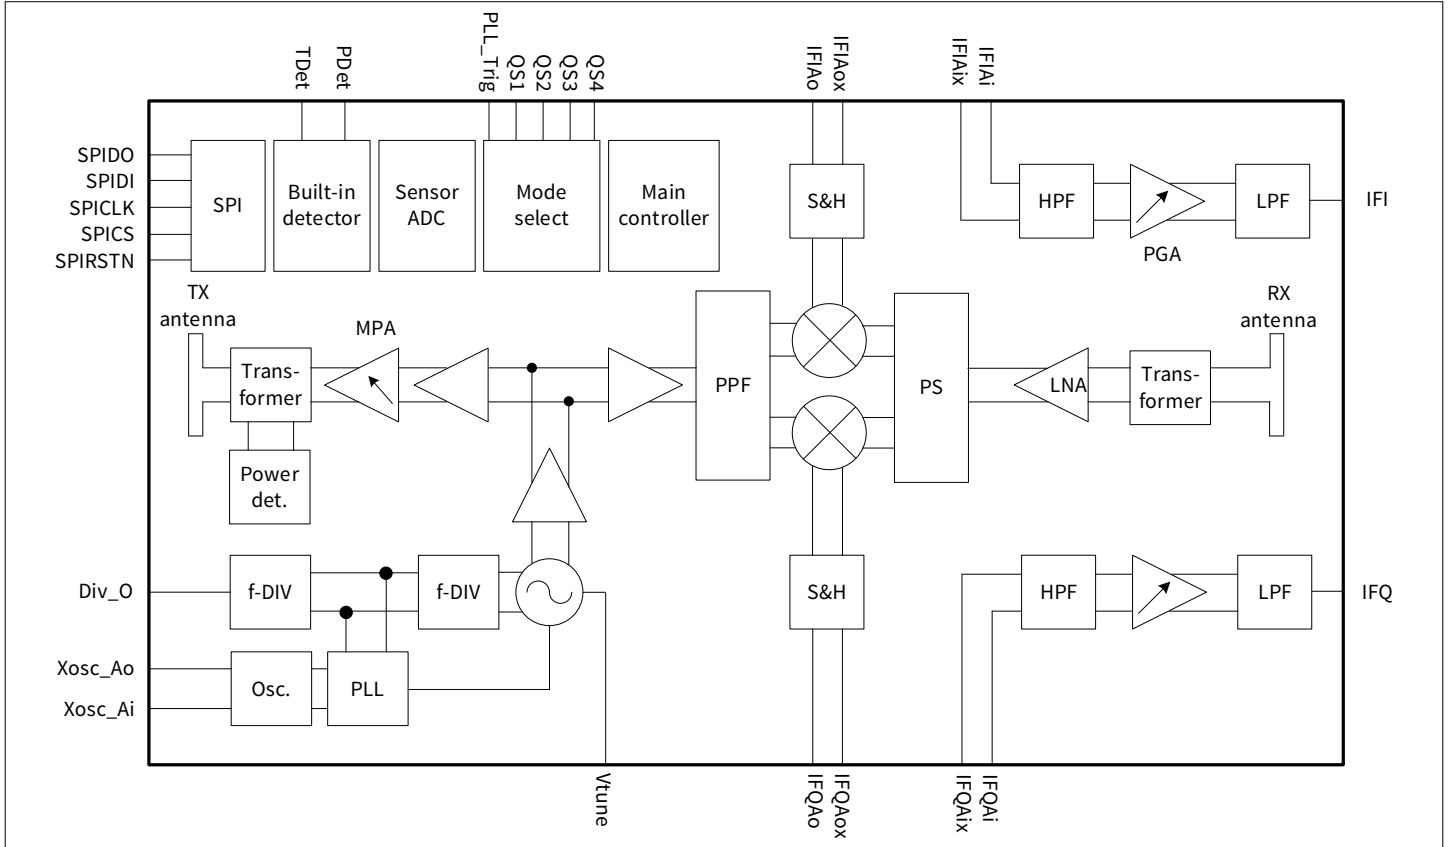 TDet
PDet
PLL_Trig
QS1
QS2
QS3
QS4
IFIAo
IFIAox
IFIAix
IFIAi
SPIDO
SPIDI
SPICLK
SPICS
SPIRSTN
SPI
Built-in
detector
Sensor
ADC
Mode
select
Main
controller
S&H
HPF
PGA
LPF
IFI
TX
antenna
MPA
RX
antenna
Trans-
former
PPF
PS
LNA
Trans-
former
Power
det.
Div_O
f-DIV
f-DIV
S&H
HPF
LPF
IFQ
Xosc_Ao
Xosc_Ai
Osc.
PLL
Vtune
IFQAo
IFQAox
IFQAix
IFQAi